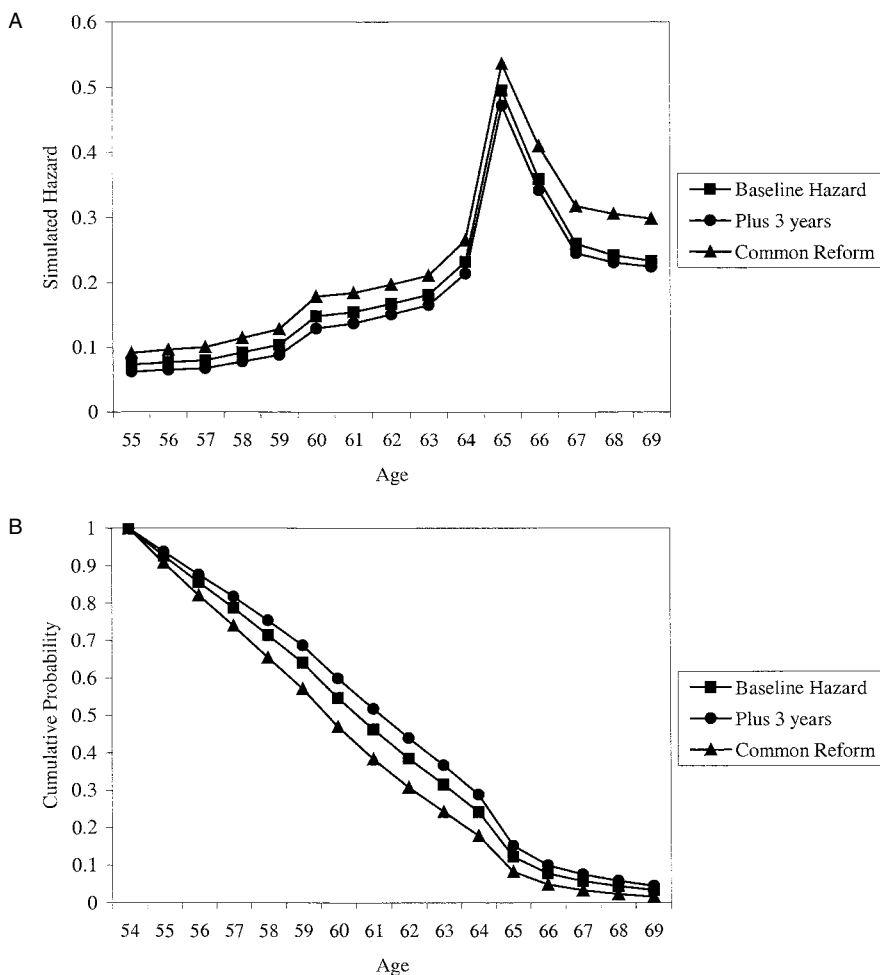 A
Simulated Hazard
0.6
0.5
0.4
0.3
0.2
0.1
0
55 56 57 58 59 60 61 62 63 64 65 66 67 68 69
Age
Baseline Hazard
Plus 3 years
Common Reform
B
Cumulative Probability
1
0.9
0.8
0.7
0.6
0.5
0.4
0.3
0.2
0.1
0
54 55 56 57 58 59 60 61 62 63 64 65 66 67 68 69
Age
Baseline Hazard
Plus 3 years
Common Reform